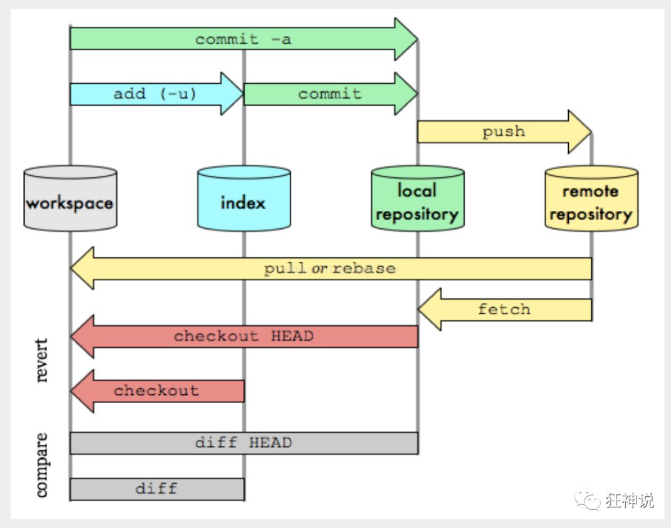 commit -a
add (-u)
commit
push
workspace
index
local
repository
remote
repository
pull or rebase
fetch
revert
checkout HEAD
checkout
compare
diff HEAD
diff
狂神说